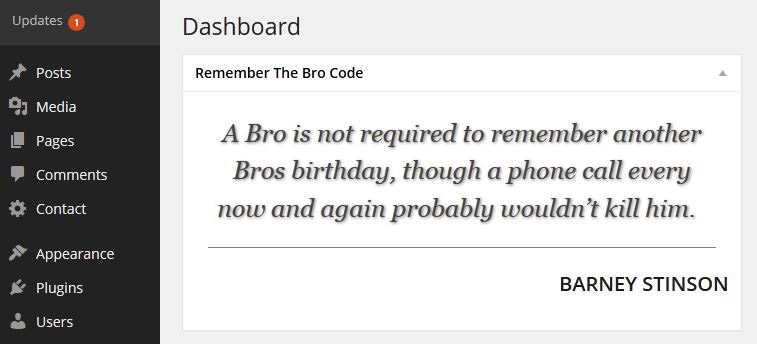 Updates 1
Posts
Media
Pages
Comments
Contact
Appearance
Plugins
Users
Dashboard
Remember The Bro Code
A Bro is not required to remember another
Bros birthday, though a phone call every
now and again probably wouldn’t kill him.
BARNEY STINSON